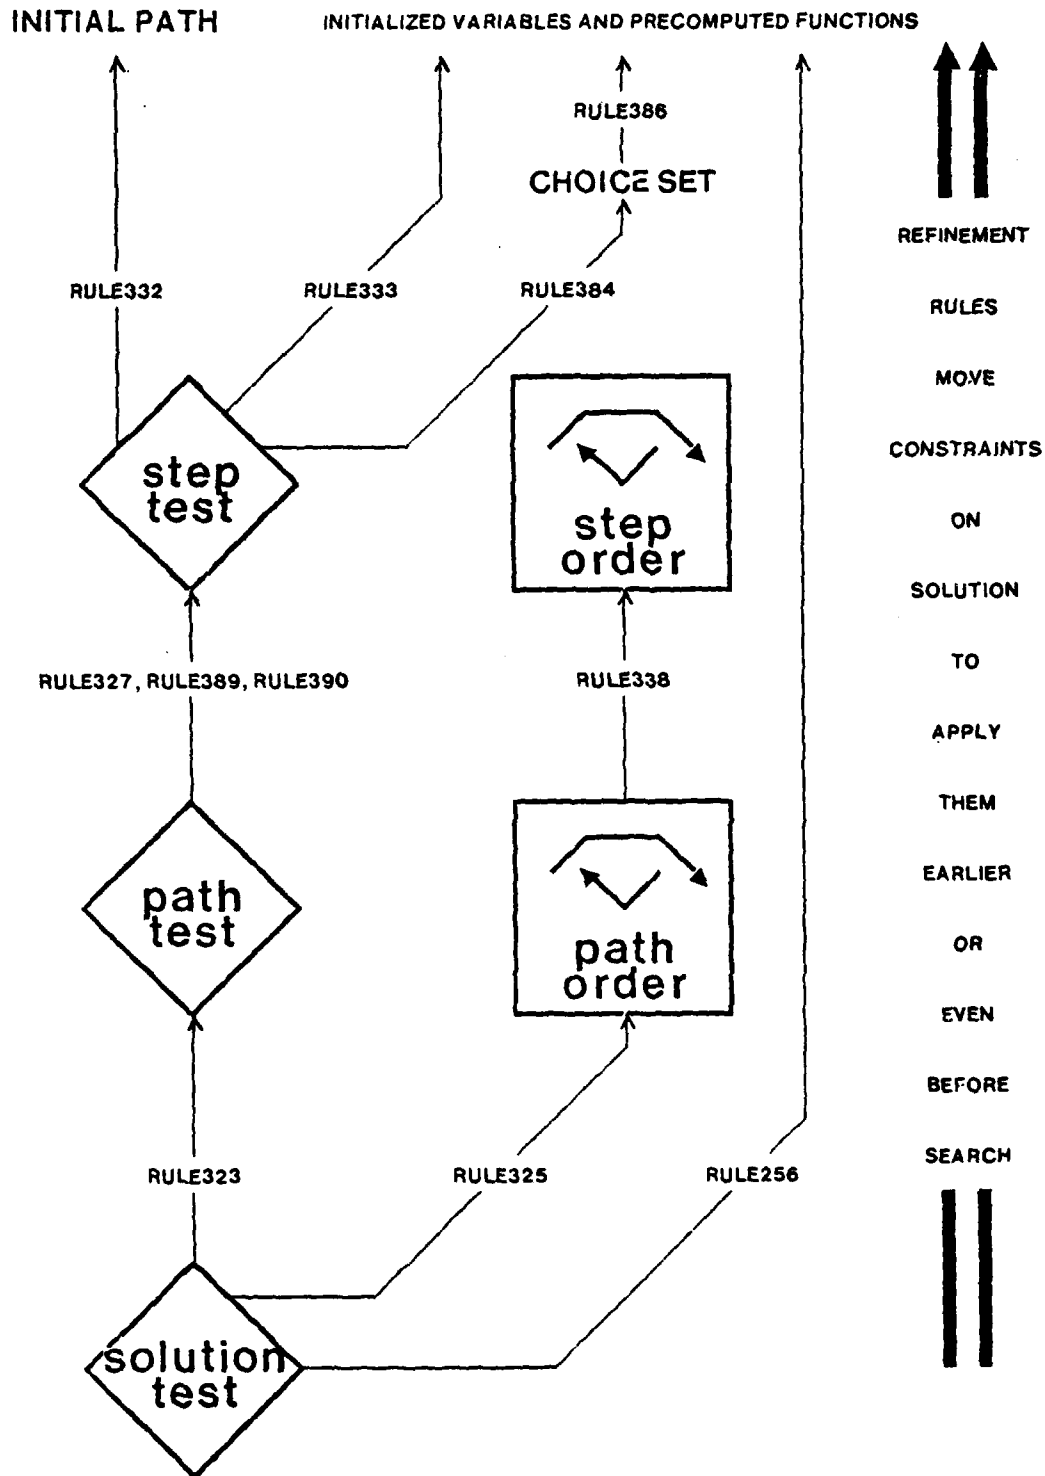 INITIAL PATH
INITIALIZED VARIABLES AND PRECOMPUTED FUNCTIONS
RULE386
CHOICE SET
RULE332
RULE333
RULE384
step
test
step
order
RULE327, RULE389, RULE390
RULE338
path
test
path
order
RULE323
RULE325
RULE256
solution
test
REFINEMENT
RULES
MOVE
CONSTRAINTS
ON
SOLUTION
TO
APPLY
THEM
EARLIER
OR
EVEN
BEFORE
SEARCH